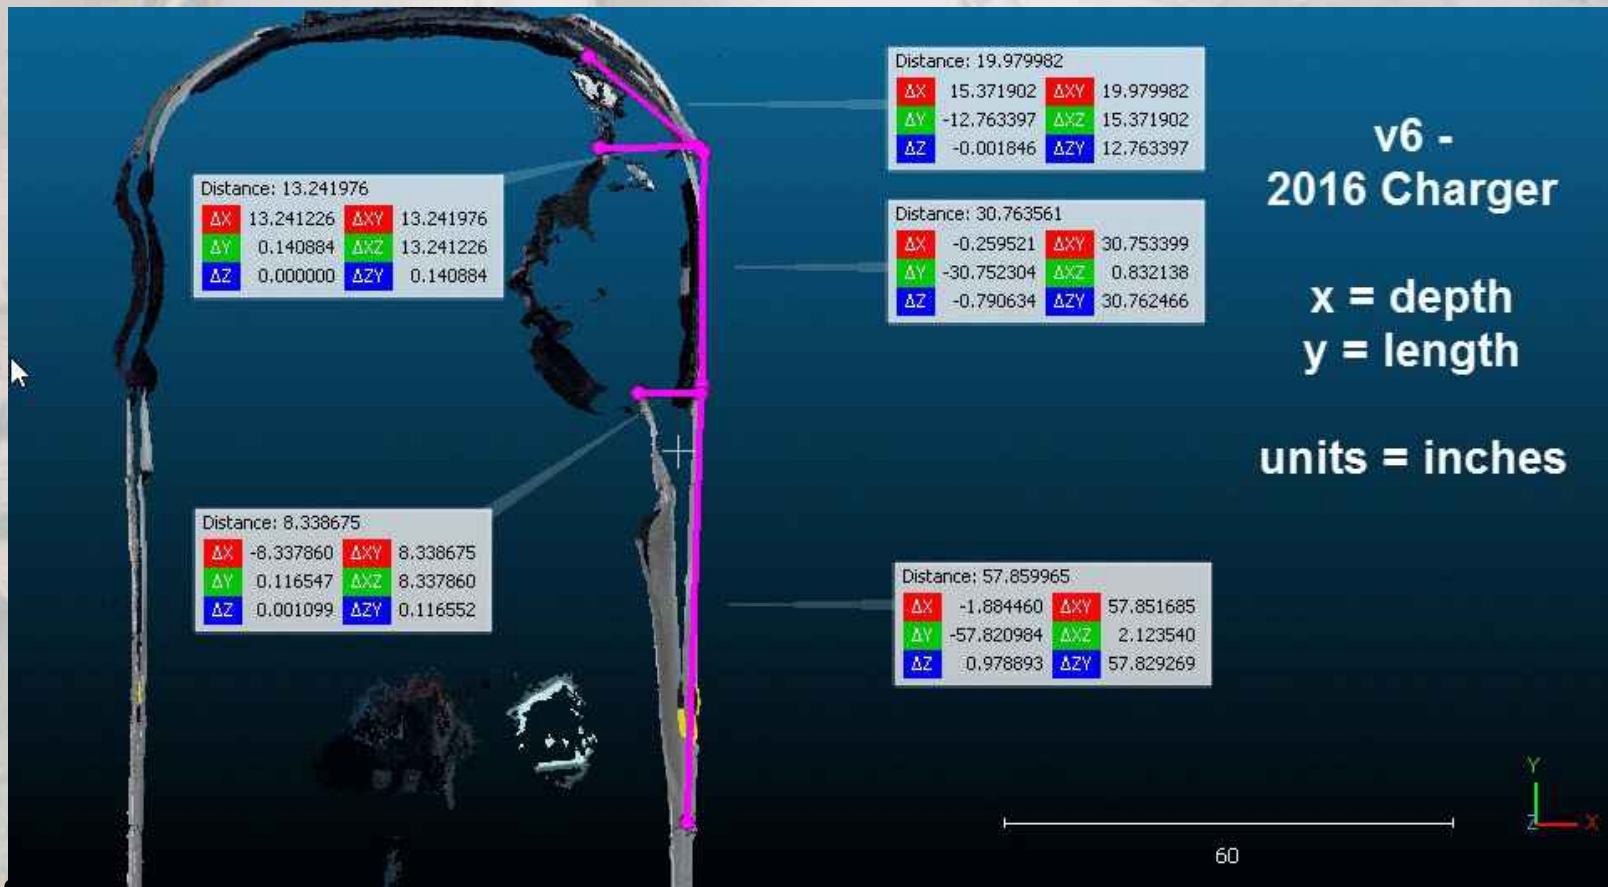 Distance: 19.979982
ΔX 15.371902 ΔXY 19.979982
ΔY -12.763397 ΔXZ 15.371902
ΔZ -0.001846 ΔZY 12.763397
v6 -
2016 Charger
Distance: 13.241976
ΔX 13.241226 ΔXY 13.241976
ΔY 0.140884 ΔXZ 13.241226
ΔZ 0.000000 ΔZY 0.140884
Distance: 30.763561
ΔX -0.259521 ΔXY 30.753399
ΔY -30.752304 ΔXZ 0.832138
ΔZ -0.790634 ΔZY 30.762466
x = depth
y = length
units = inches
Distance: 8.338675
ΔX -8.337860 ΔXY 8.338675
ΔY 0.116547 ΔXZ 8.337860
ΔZ 0.001099 ΔZY 0.116552
Distance: 57.859965
ΔX -1.884460 ΔXY 57.851685
ΔY -57.820984 ΔXZ 2.123540
ΔZ 0.978893 ΔZY 57.829269
Y
Z X
60